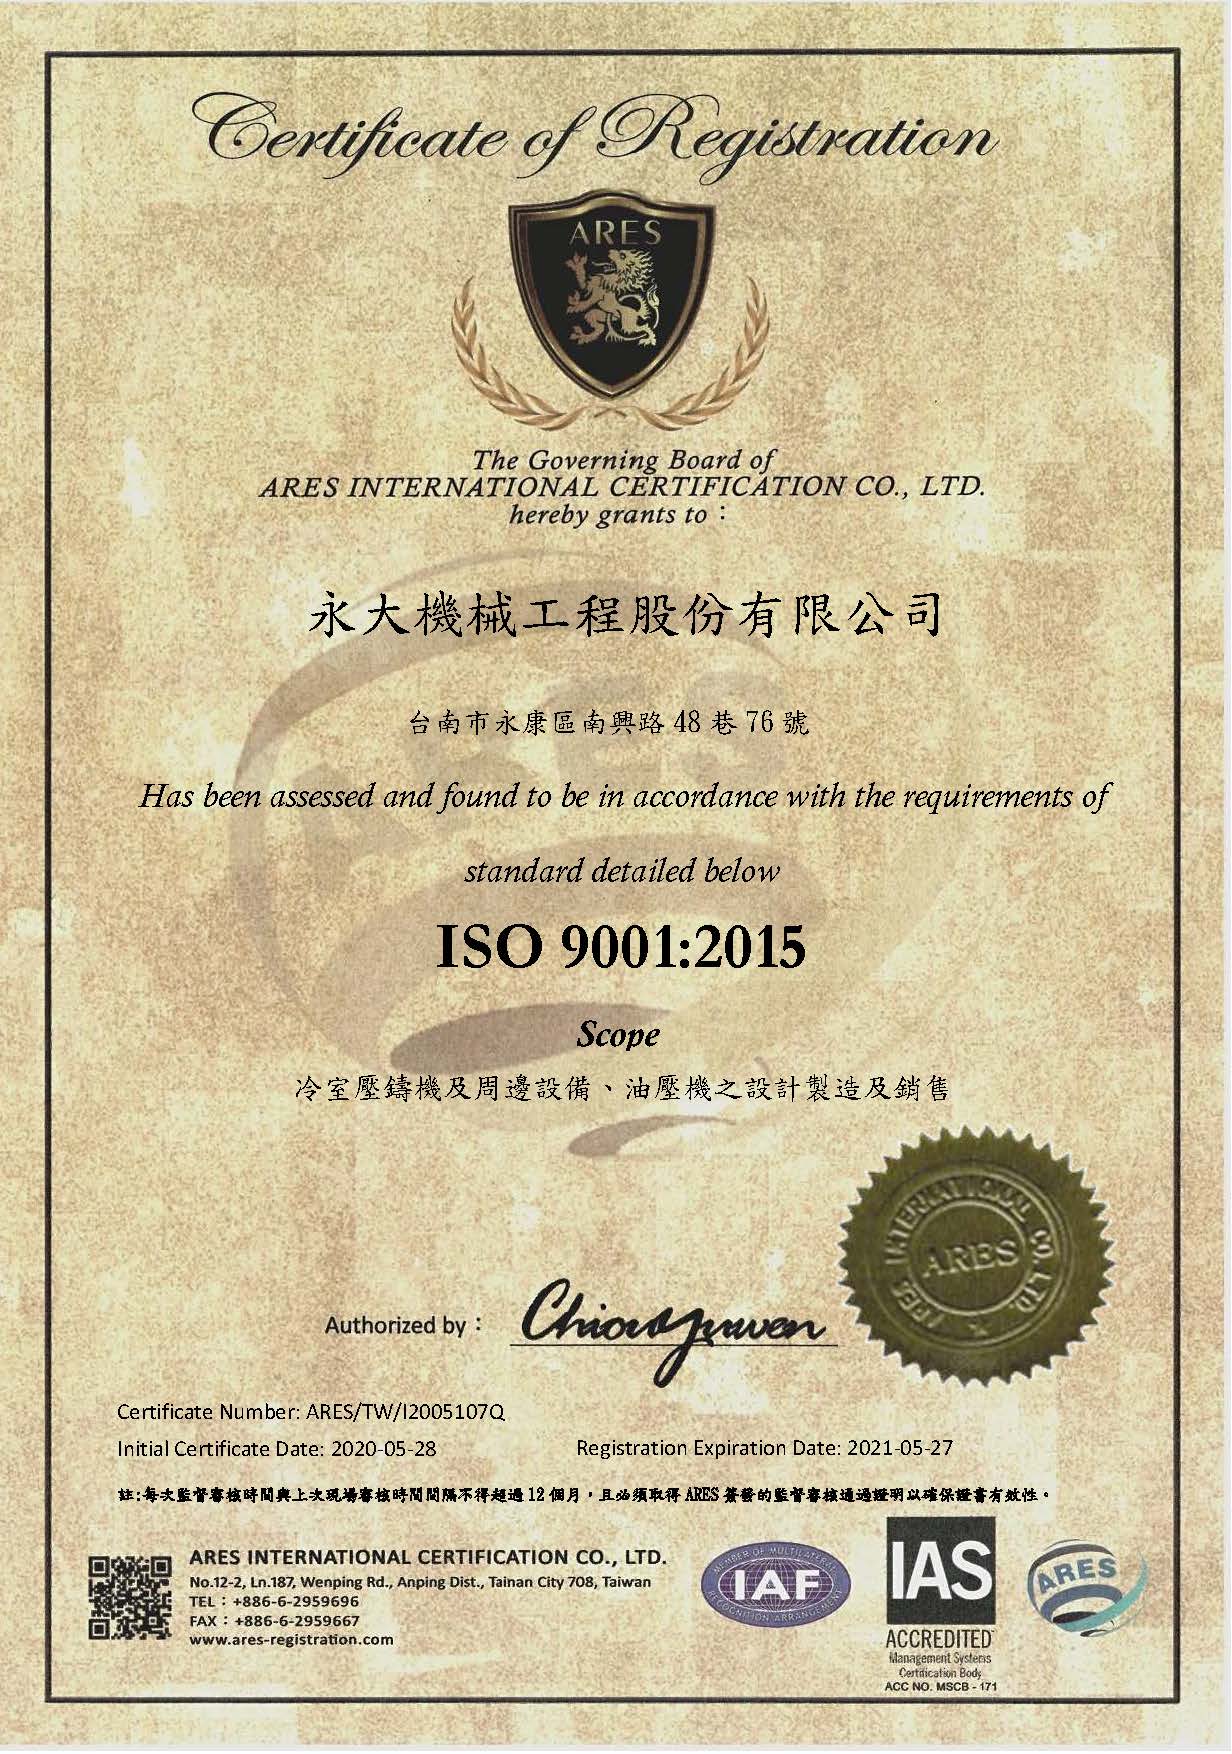 Certificate of Registration
ARES
The Governing Board of
ARES INTERNATIONAL CERTIFICATION CO., LTD.
hereby grants to：
永大機械工程股份有限公司
台南市永康區南興路 48 巷 76 號
Has been assessed and found to be in accordance with the requirements of
standard detailed below
ISO 9001:2015
Scope
冷室壓鑄機及周邊設備、油壓機之設計製造及銷售
ARES INTERNATIONAL CO., LTD.
ARES
Authorized by：
Certificate Number: ARES/TW/I2005107Q
Initial Certificate Date: 2020-05-28
Registration Expiration Date: 2021-05-27
註:每次監督審核時間與上次現場審核時間間隔不得超過 12 個月，且必須取得 ARES 簽發的監督審核通過證明以確保證書有效性。
ARES INTERNATIONAL CERTIFICATION CO., LTD.
No.12-2, Ln.187, Wenping Rd., Anping Dist., Tainan City 708, Taiwan
TEL：+886-6-2959696
FAX：+886-6-2959667
www.ares-registration.com
MEMBER OF MULTILATERAL
IAF
RECOGNITION ARRANGEMENT
IAS
ACCREDITED
Management Systems
Certification Body
ACC NO. MSCB - 171
ARES